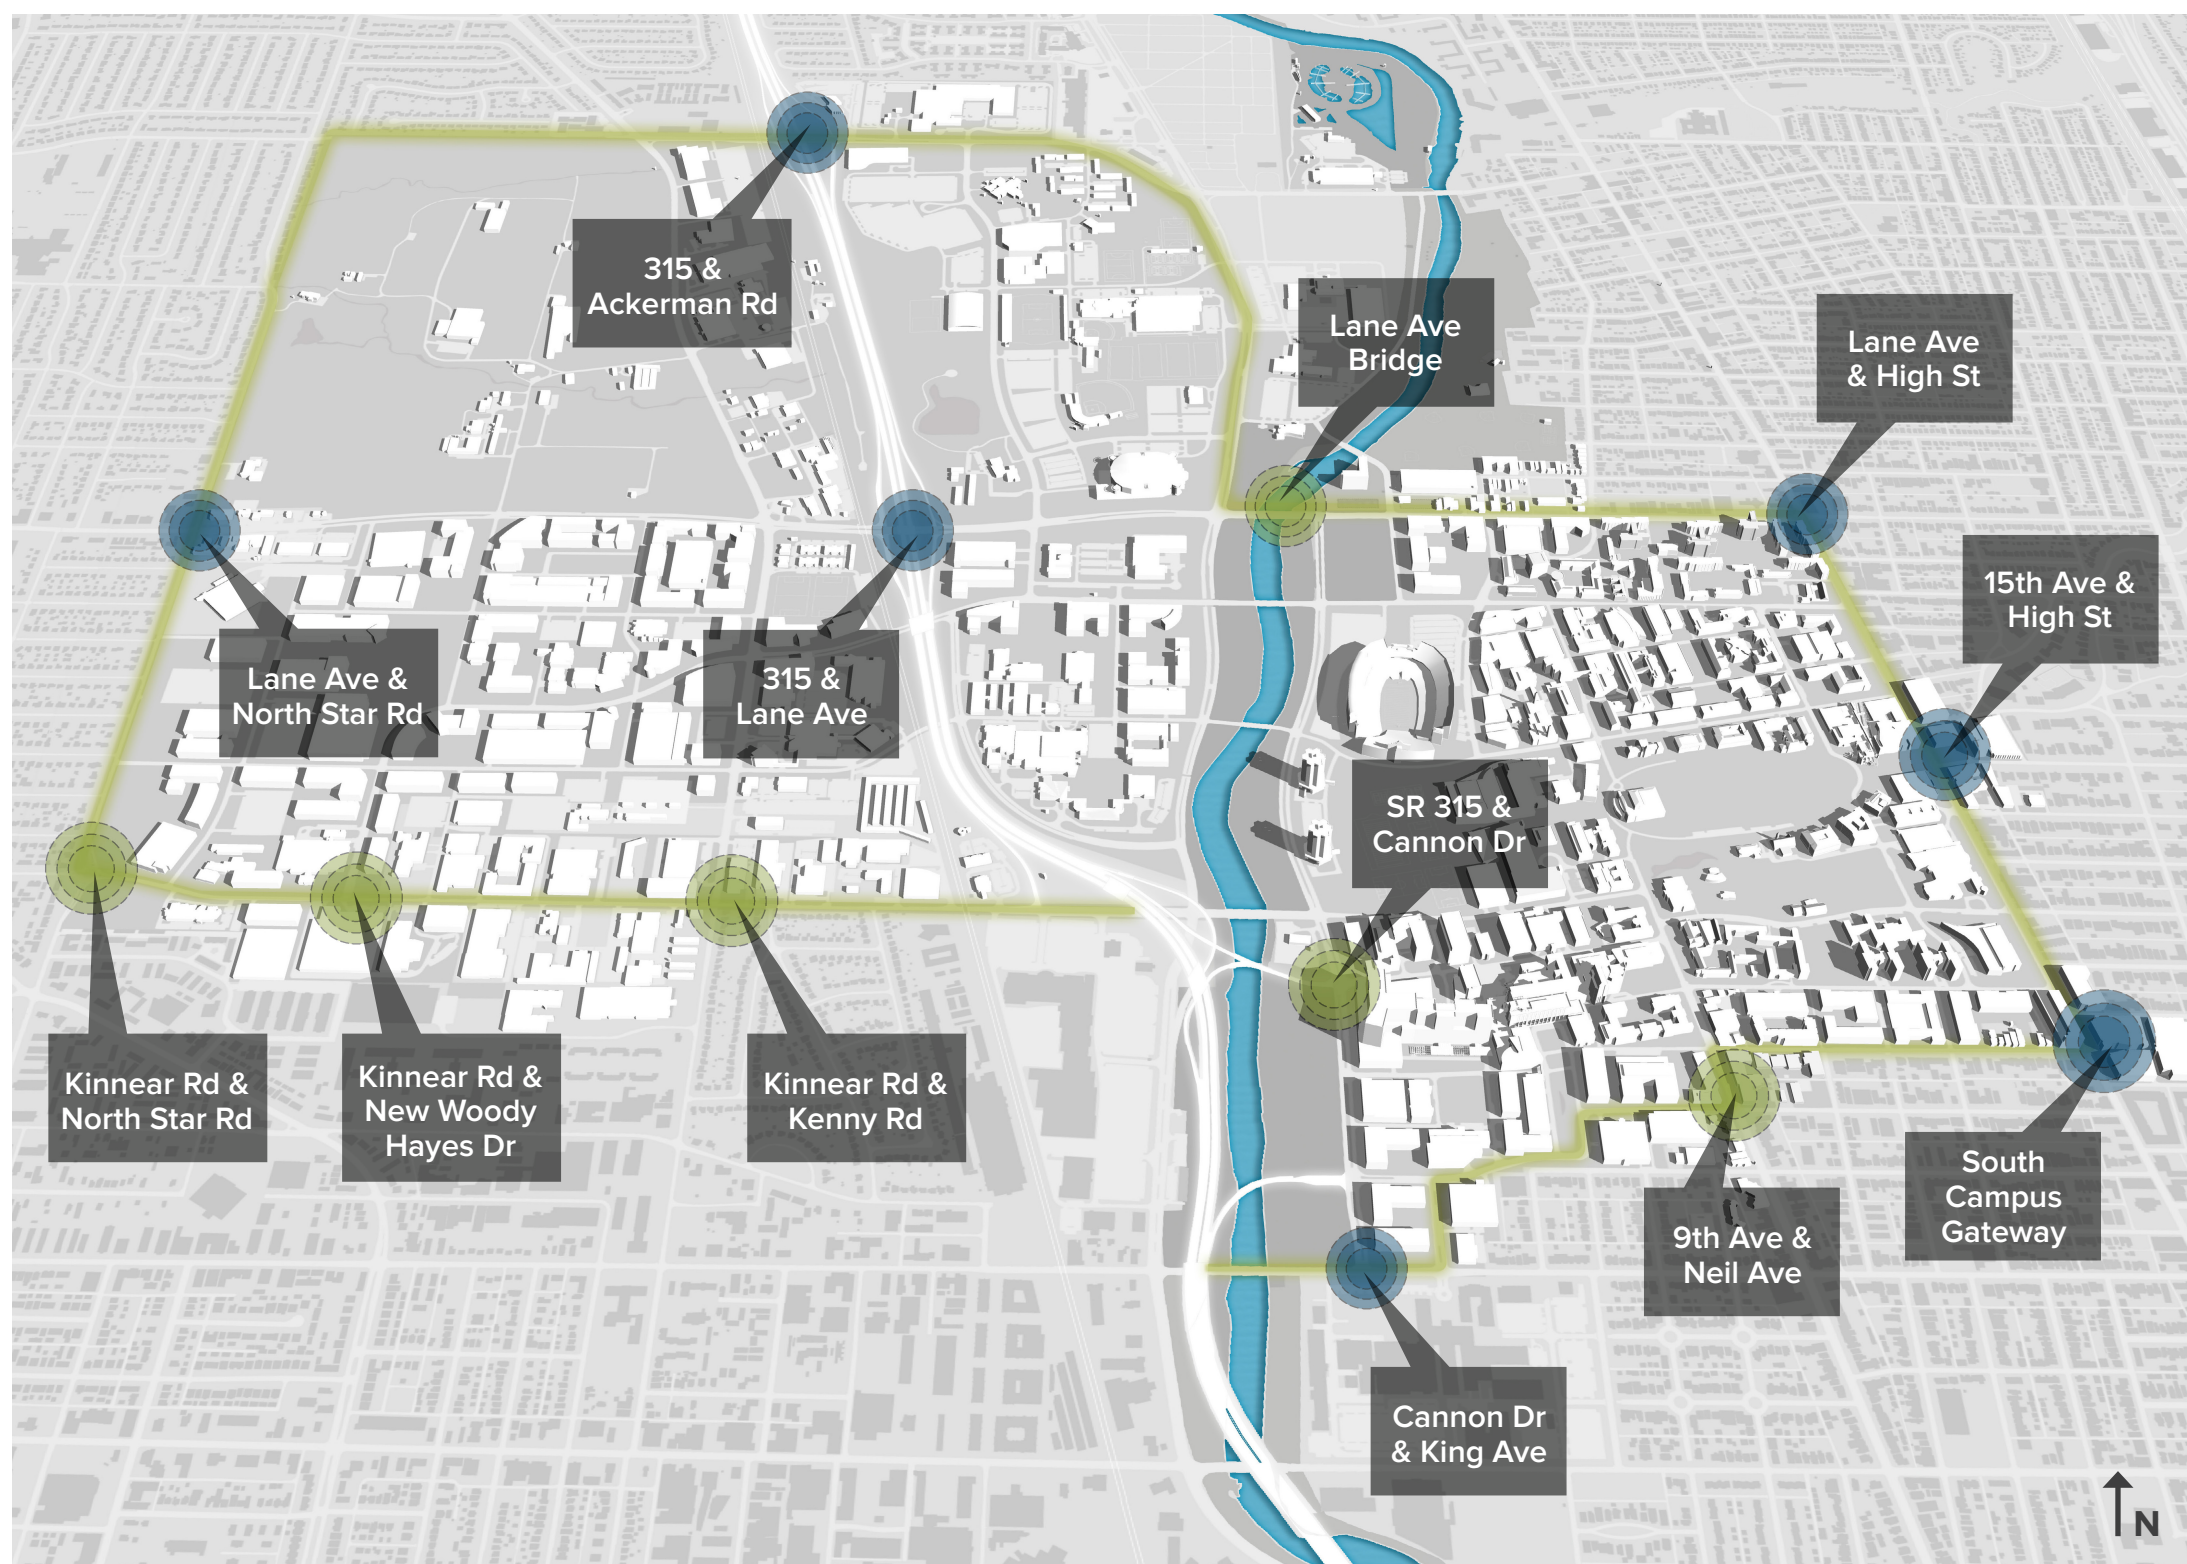 315 &
Ackerman Rd
Lane Ave
Bridge
Lane Ave
& High St
15th Ave &
High St
Lane Ave &
North Star Rd
315 &
Lane Ave
SR 315 &
Cannon Dr
Kinnear Rd &
North Star Rd
Kinnear Rd &
New Woody
Hayes Dr
Kinnear Rd &
Kenny Rd
South
Campus
Gateway
9th Ave &
Neil Ave
Cannon Dr
& King Ave
N